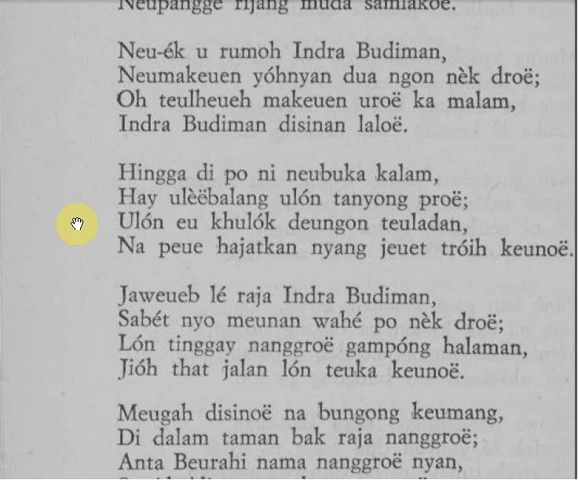 Neupangge rijang muda samlakoë.
Neu-ék u rumoh Indra Budiman,
Neumakeuen yóhnyan dua ngon nèk droë;
Oh teulheueh makeuen uroë ka malam,
Indra Budiman disinan laloë.
Hingga di po ni neubuka kalam,
Hay ulèëbalang ulón tanyong proë;
Ulón eu khulók deungon teuladan,
Na peue hajatkan nyang jeuet tróih keunoë.
Jaweueb lé raja Indra Budiman,
Sabét nyo meunan wahé po nèk droë;
Lón tinggay nanggroë gampóng halaman,
Jióh that jalan lón teuka keunoë.
Meugah disinoë na bungong keumang,
Di dalam taman bak raja nanggroë;
Anta Beurahi nama nanggroë nyan,